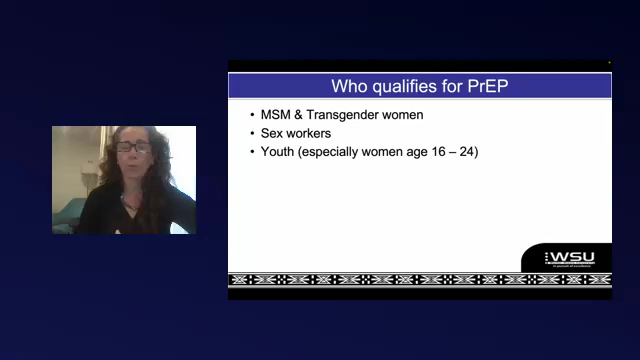 Who qualifies for PrEP
• MSM & Transgender women
• Sex workers
• Youth (especially women age 16 – 24)
WSU